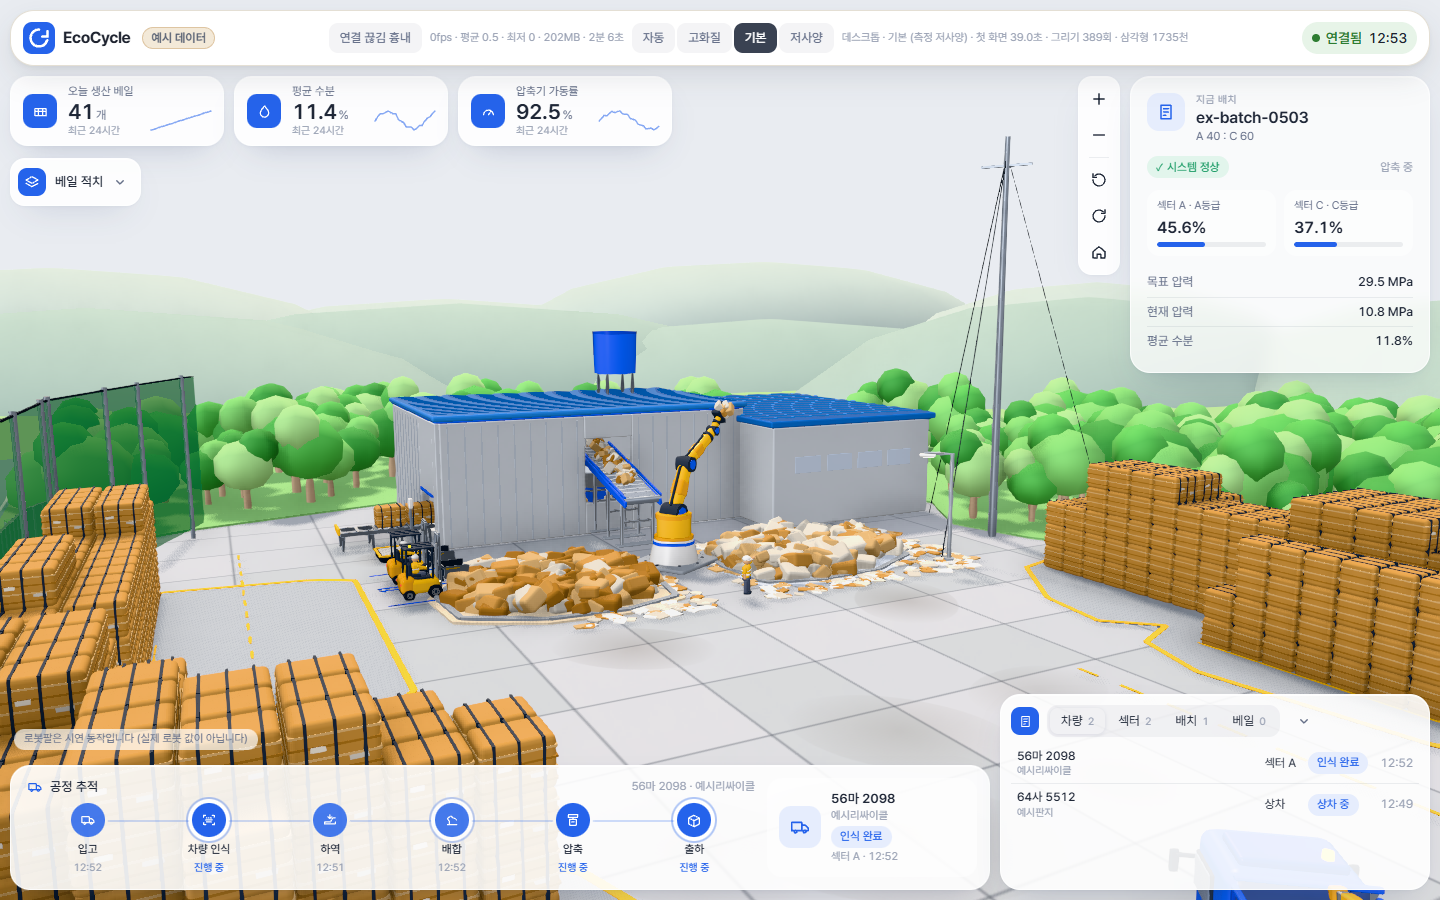 EcoCycle
예시 데이터
연결 끊김 흉내
0fps · 평균 0.5 · 최저 0 · 202MB · 2분 6초
자동
고화질
기본
저사양
데스크톱 · 기본 (측정 저사양) · 첫 화면 39.0초 · 그리기 389회 · 삼각형 1735천
연결됨 12:53
오늘 생산 베일
41개
최근 24시간
평균 수분
11.4%
최근 24시간
압축기 가동률
92.5%
최근 24시간
베일 적치
지금 배치
ex-batch-0503
A 40 : C 60
✓ 시스템 정상
압축 중
섹터 A · A등급
45.6%
섹터 C · C등급
37.1%
목표 압력 29.5 MPa
현재 압력 10.8 MPa
평균 수분 11.8%
로봇팔은 시연 동작입니다 (실제 로봇 값이 아닙니다)
공정 추적
56마 2098 · 예시리싸이클
입고
12:52
차량 인식
진행 중
하역
12:51
배합
12:52
압축
진행 중
출하
진행 중
56마 2098
예시리싸이클
인식 완료
섹터 A · 12:52
차량 2
섹터 2
배치 1
베일 0
56마 2098
예시리싸이클
섹터 A
인식 완료
12:52
64사 5512
예시판지
상차
상차 중
12:49